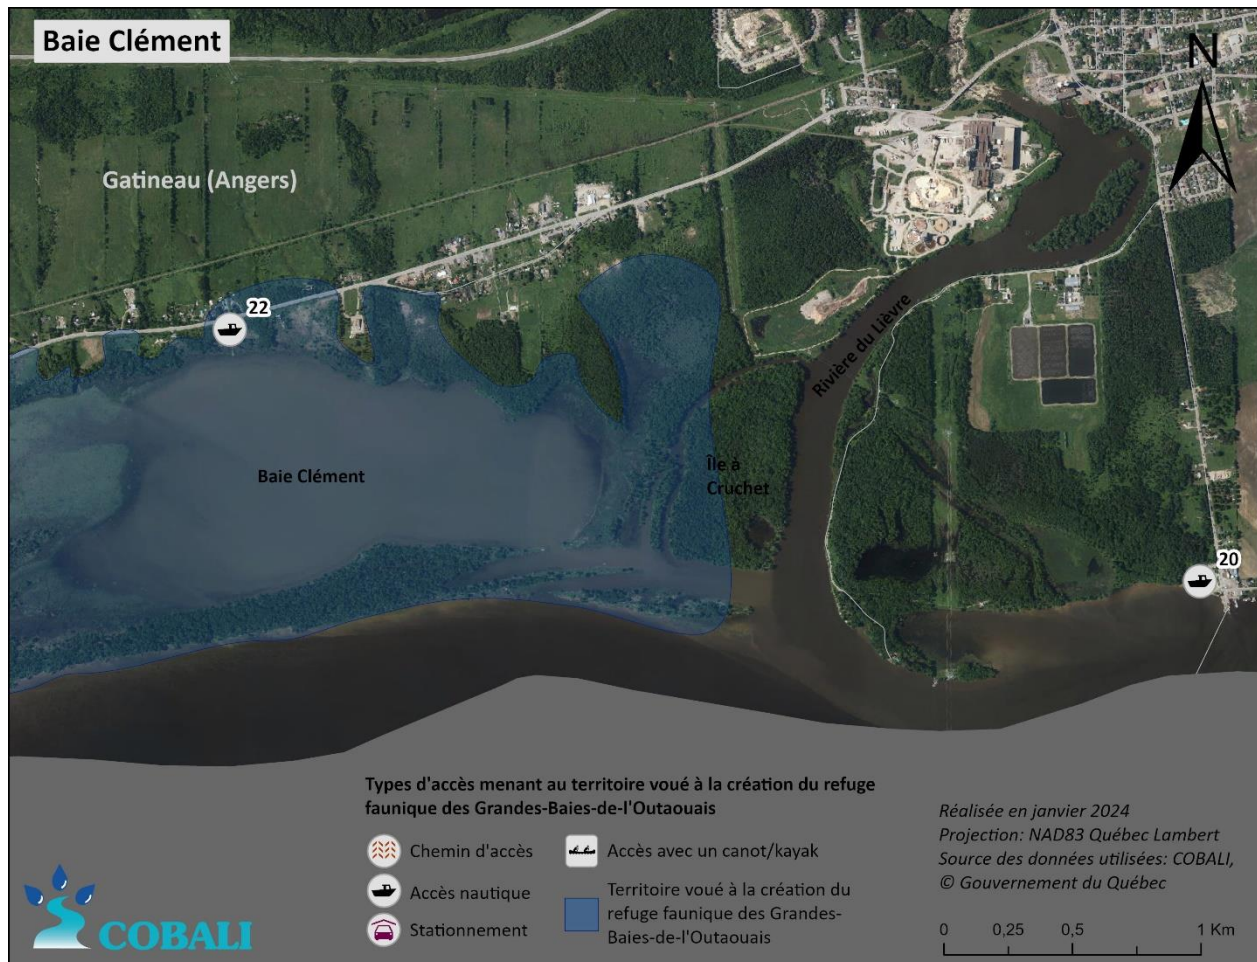 Baie Clément
N
Gatineau (Angers)
22
Rivière du Lièvre
Baie Clément
Île à
Cruchet
20
Types d'accès menant au territoire voué à la création du refuge
faunique des Grandes-Baies-de-l'Outaouais
Chemin d'accès
Accès nautique
Stationnement
Accès avec un canot/kayak
Territoire voué à la création du
refuge faunique des Grandes-
Baies-de-l'Outaouais
Réalisée en janvier 2024
Projection: NAD83 Québec Lambert
Source des données utilisées: COBALI,
© Gouvernement du Québec
0 0,25 0,5 1 Km
COBALI